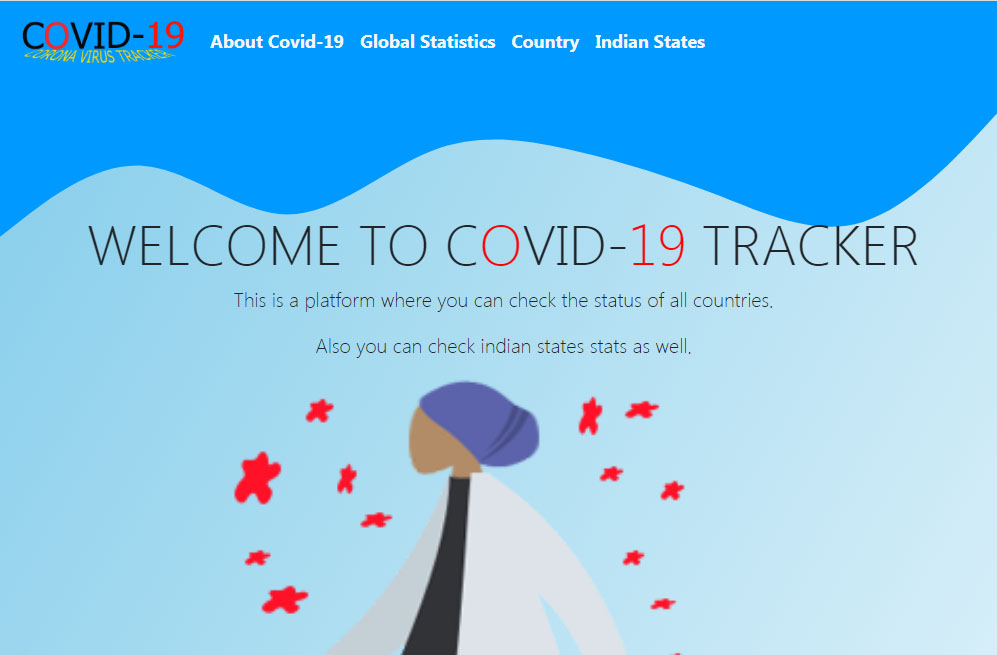 COVID-19
CORONA VIRUS TRACKER
About Covid-19 Global Statistics Country Indian States
WELCOME TO COVID-19 TRACKER
This is a platform where you can check the status of all countries.
Also you can check indian states stats as well.